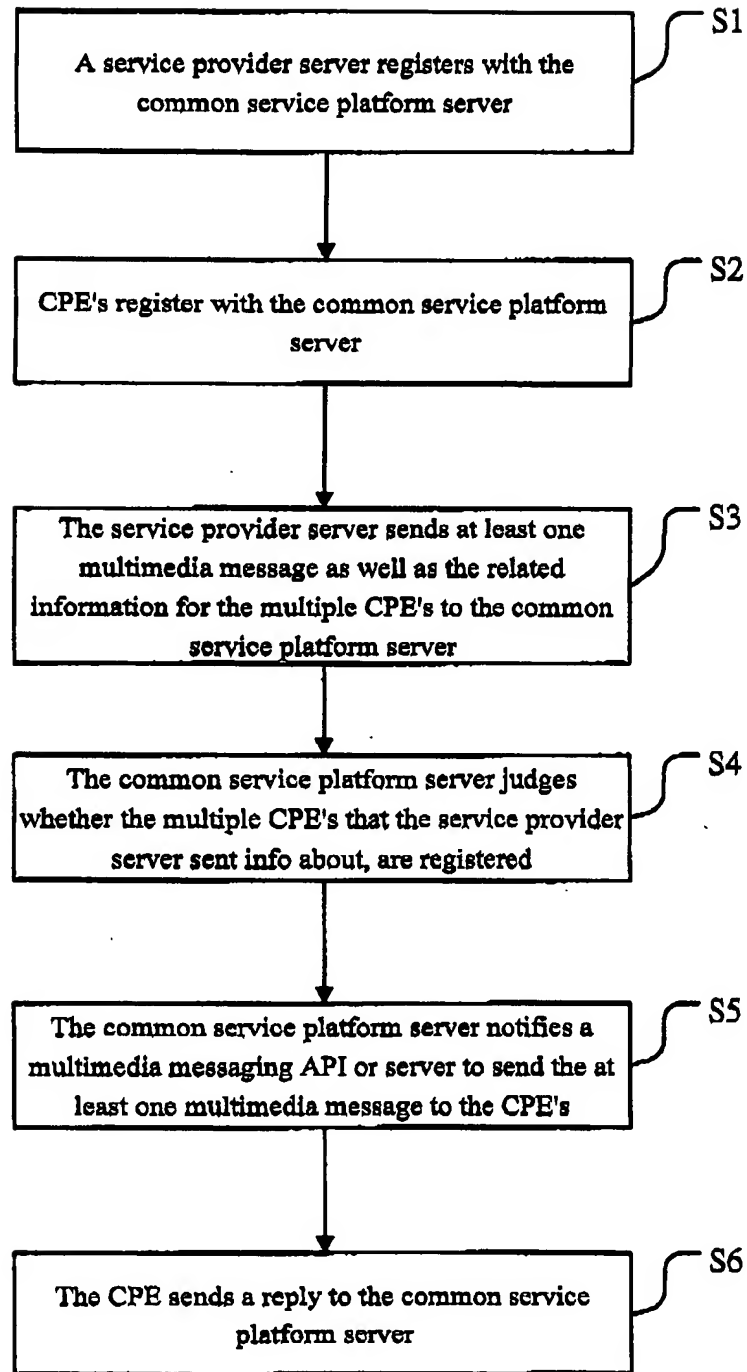 S1
A service provider server registers with the
common service platform server
S2
CPE's register with the common service platform
server
S3
The service provider server sends at least one
multimedia message as well as the related
information for the multiple CPE's to the common
service platform server
S4
The common service platform server judges
whether the multiple CPE's that the service provider
server sent info about, are registered
S5
The common service platform server notifies a
multimedia messaging API or server to send the at
least one multimedia message to the CPE's
S6
The CPE sends a reply to the common service
platform server